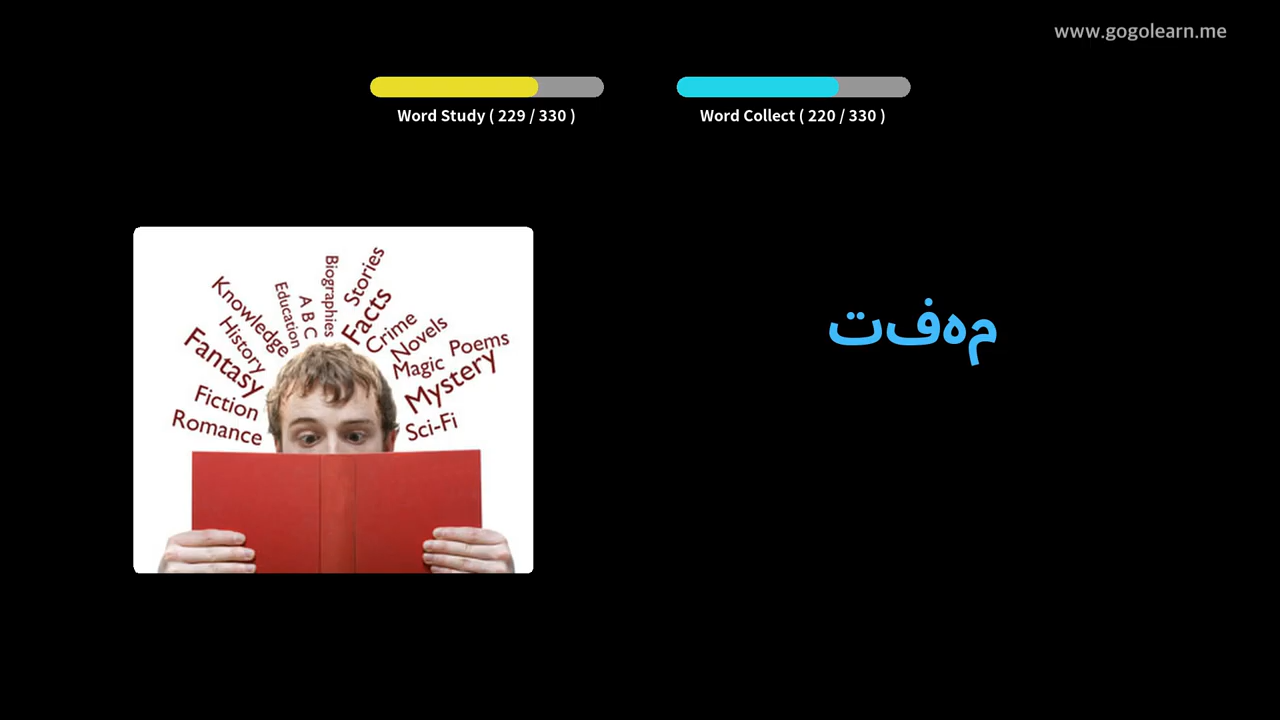 www.gogolearn.me
Word Study ( 229 / 330 )
Word Collect ( 220 / 330 )
مهفت
Biographies
Stories
Education
A B C
Facts
Knowledge
Crime
History
Novels
Poems
Fantasy
Magic
Mystery
Fiction
Romance
Sci-Fi